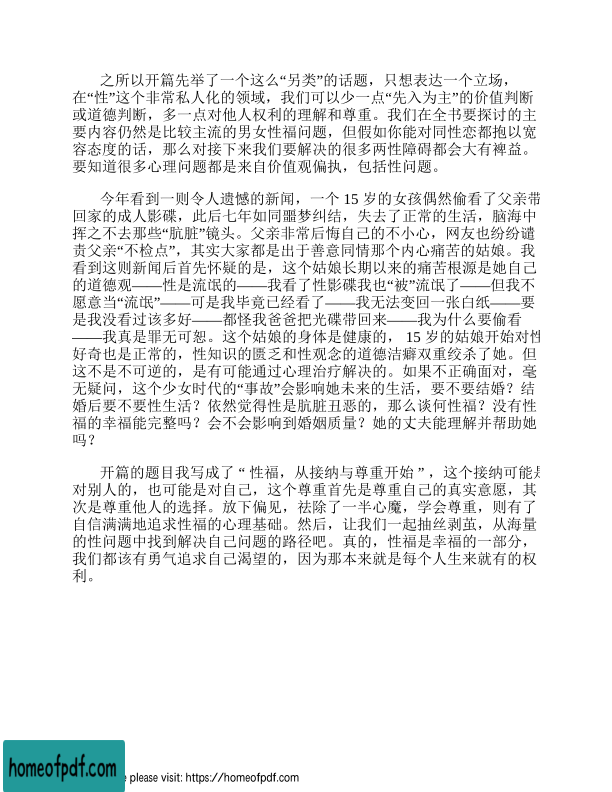 之所以开篇先举了一个这么“另类”的话题，只想表达一个立场，
在“性”这个非常私人化的领域，我们可以少一点“先入为主”的价值判断
或道德判断，多一点对他人权利的理解和尊重。我们在全书要探讨的主
要内容仍然是比较主流的男女性福问题，但假如你能对同性恋都抱以宽
容态度的话，那么对接下来我们要解决的很多两性障碍都会大有裨益。
要知道很多心理问题都是来自价值观偏执，包括性问题。
今年看到一则令人遗憾的新闻，一个 15 岁的女孩偶然偷看了父亲带
回家的成人影碟，此后七年如同噩梦纠结，失去了正常的生活，脑海中
挥之不去那些“肮脏”镜头。父亲非常后悔自己的不小心，网友也纷纷谴
责父亲“不检点”，其实大家都是出于善意同情那个内心痛苦的姑娘。我
看到这则新闻后首先怀疑的是，这个姑娘长期以来的痛苦根源是她自己
的道德观——性是流氓的——我看了性影碟我也“被”流氓了——但我不
愿意当“流氓”——可是我毕竟已经看了——我无法变回一张白纸——要
是我没看过该多好——都怪我爸爸把光碟带回来——我为什么要偷看
——我真是罪无可恕。这个姑娘的身体是健康的， 15 岁的姑娘开始对性
好奇也是正常的，性知识的匮乏和性观念的道德洁癖双重绞杀了她。但
这不是不可逆的，是有可能通过心理治疗解决的。如果不正确面对，毫
无疑问，这个少女时代的“事故”会影响她未来的生活，要不要结婚？结
婚后要不要性生活？依然觉得性是肮脏丑恶的，那么谈何性福？没有性
福的幸福能完整吗？会不会影响到婚姻质量？她的丈夫能理解并帮助她
吗？
开篇的题目我写成了 “ 性福，从接纳与尊重开始 ” ，这个接纳可能是
对别人的，也可能是对自己，这个尊重首先是尊重自己的真实意愿，其
次是尊重他人的选择。放下偏见，祛除了一半心魔，学会尊重，则有了
自信满满地追求性福的心理基础。然后，让我们一起抽丝剥茧，从海量
的性问题中找到解决自己问题的路径吧。真的，性福是幸福的一部分，
我们都该有勇气追求自己渴望的，因为那本来就是每个人生来就有的权
利。
homeofpdf.com
e please visit: https://homeofpdf.com